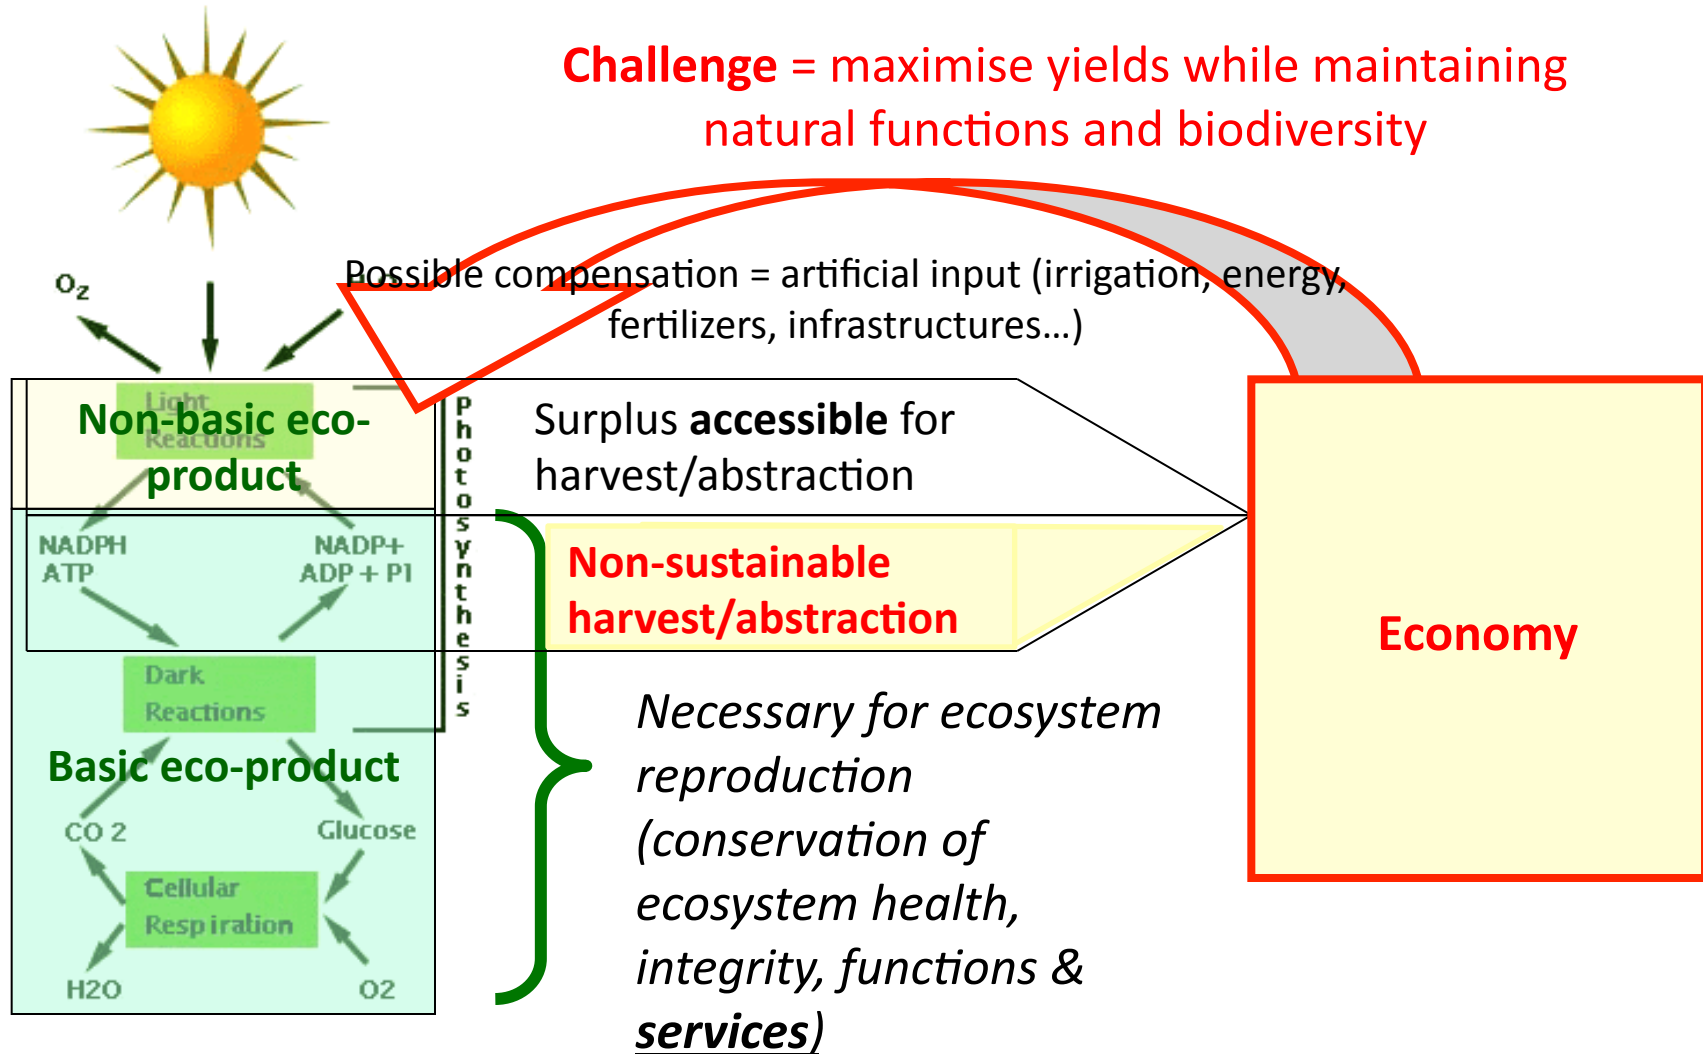 Challenge = maximise yields while maintaining
natural functions and biodiversity
Possible compensation = artificial input (irrigation, energy,
fertilizers, infrastructures...)
O2
Light
Reactions
Non-basic eco-
product
Photosynthesis
Surplus accessible for
harvest/abstraction
NADPH
ATP
NADP+
ADP + P1
Non-sustainable
harvest/abstraction
Economy
Dark
Reactions
Basic eco-product
CO 2
Glucose
Cellular
Respiration
H2O
O2
Necessary for ecosystem
reproduction
(conservation of
ecosystem health,
integrity, functions &
services)